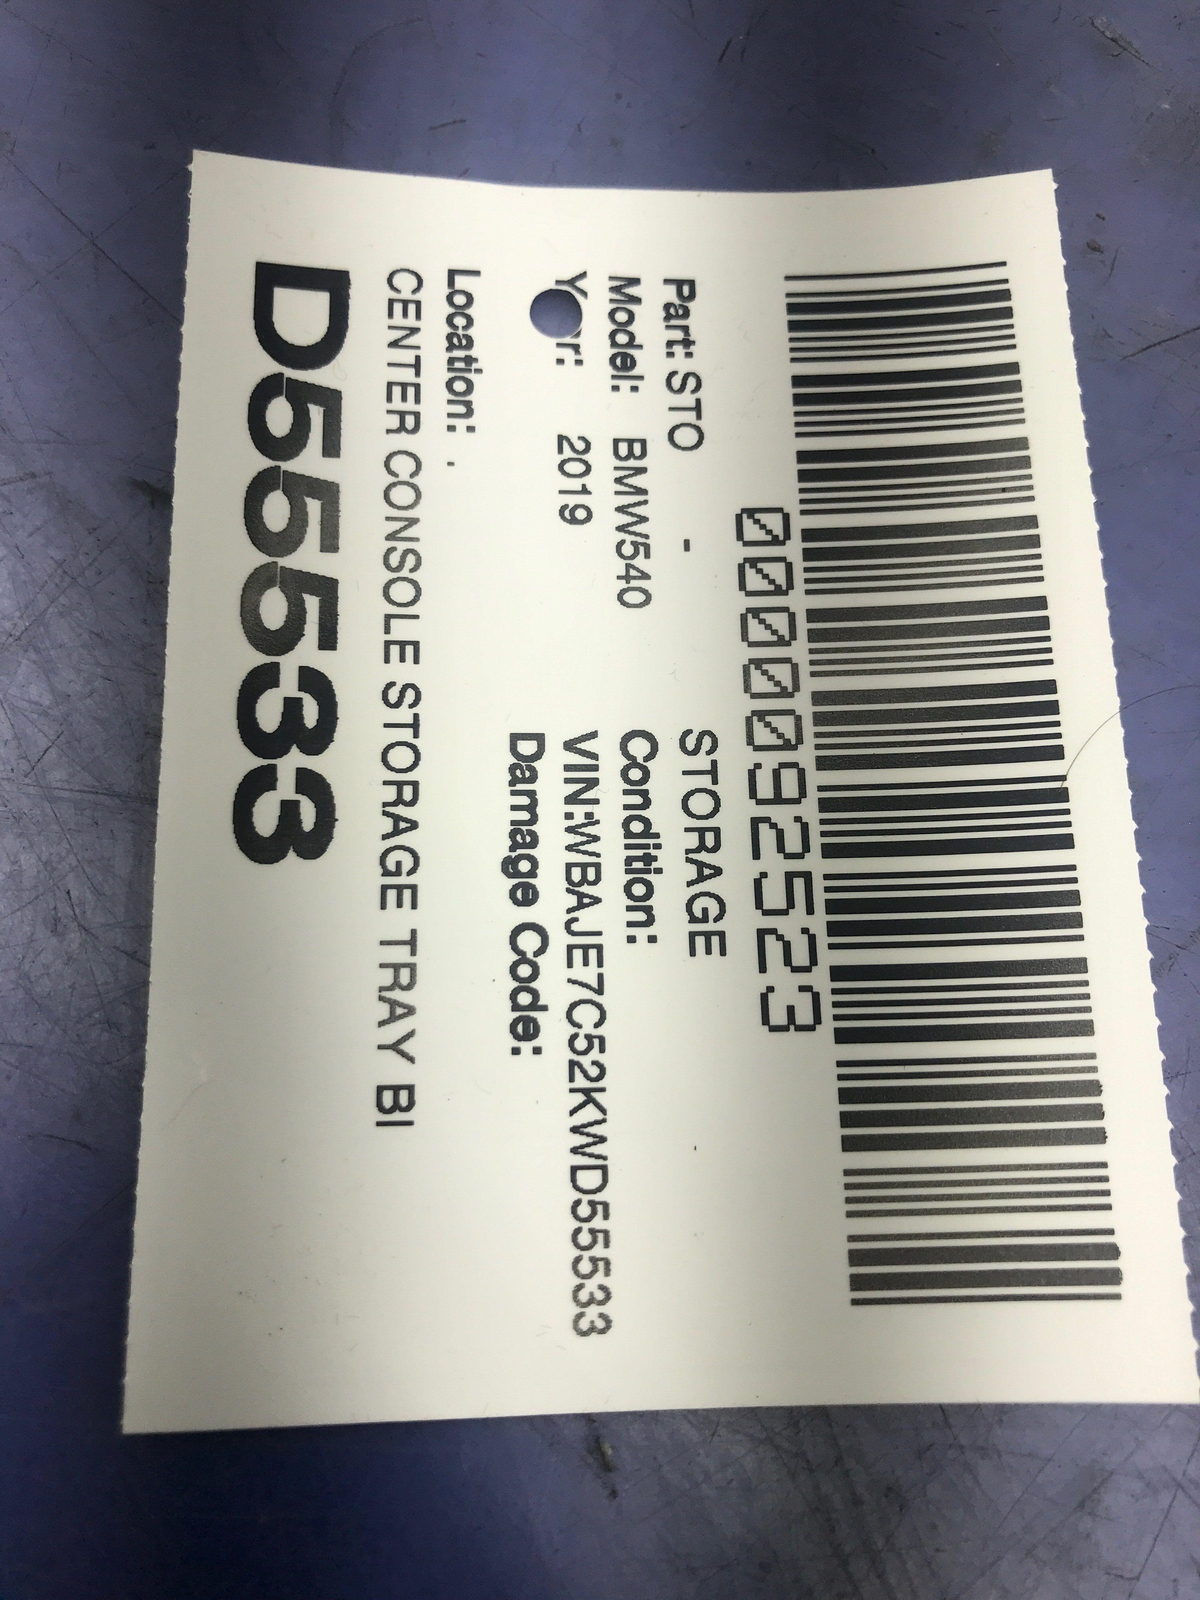 0000092523
Part: STO - STORAGE
Model: BMW540 Condition:
2019 VIN:WBAJE7C52KWD55533
Damage Code:
Location: .
CENTER CONSOLE STORAGE TRAY BI
D55533